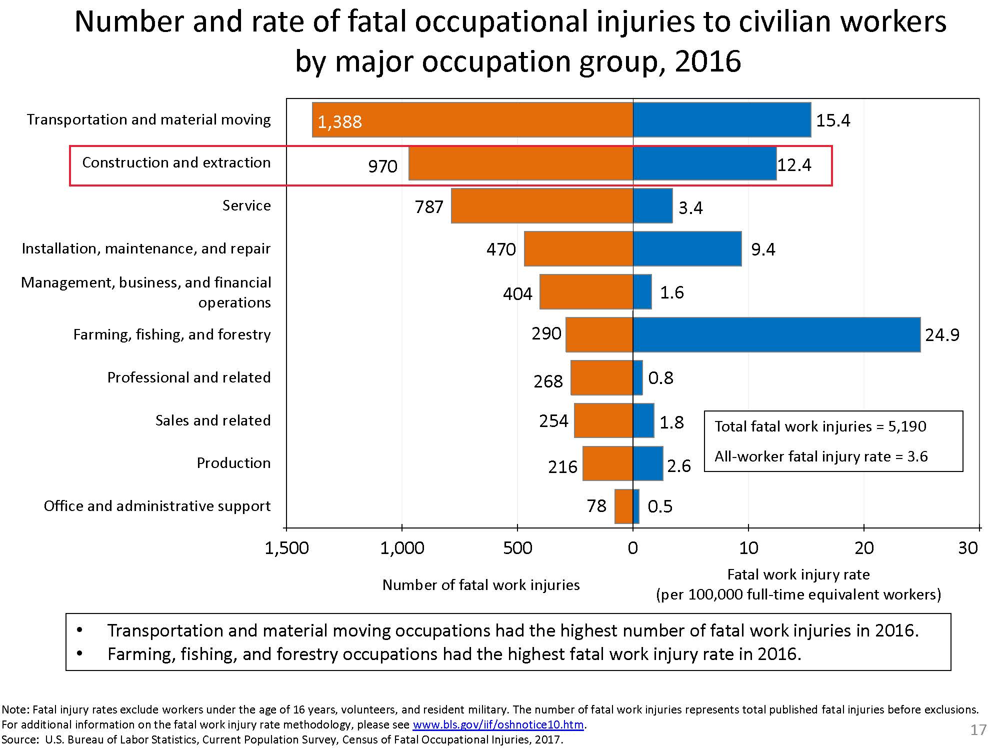 Number and rate of fatal occupational injuries to civilian workers
by major occupation group, 2016
Transportation and material moving 1,388 15.4
Construction and extraction 970 12.4
Service 787 3.4
Installation, maintenance, and repair 470 9.4
Management, business, and financial
operations 404 1.6
Farming, fishing, and forestry 290 24.9
Professional and related 268 0.8
Sales and related 254 1.8
Total fatal work injuries = 5,190
All-worker fatal injury rate = 3.6
Production 216 2.6
Office and administrative support 78 0.5
1,500 1,000 500 0 10 20 30
Number of fatal work injuries
Fatal work injury rate
(per 100,000 full-time equivalent workers)
• Transportation and material moving occupations had the highest number of fatal work injuries in 2016.
• Farming, fishing, and forestry occupations had the highest fatal work injury rate in 2016.
Note: Fatal injury rates exclude workers under the age of 16 years, volunteers, and resident military. The number of fatal work injuries represents total published fatal injuries before exclusions.
For additional information on the fatal work injury rate methodology, please see www.bls.gov/iif/oshnotice10.htm.
Source: U.S. Bureau of Labor Statistics, Current Population Survey, Census of Fatal Occupational Injuries, 2017.
17